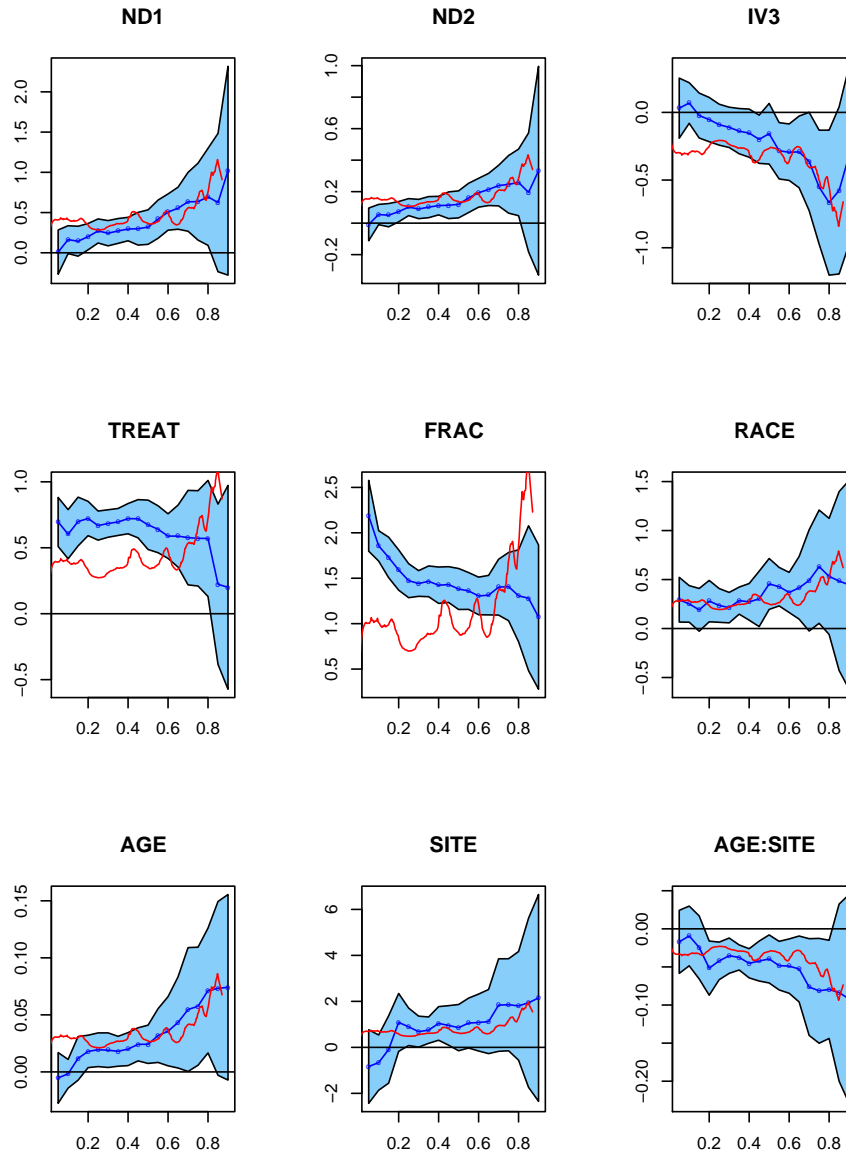 ND1
ND2
IV3
0.0 0.5 1.0 1.5 2.0
−0.2 0.2 0.6 1.0
−1.0 −0.5 0.0
0.2 0.4 0.6 0.8
0.2 0.4 0.6 0.8
0.2 0.4 0.6 0.8
TREAT
FRAC
RACE
−0.5 0.0 0.5 1.0
0.5 1.0 1.5 2.0 2.5
−0.5 0.0 0.5 1.0 1.5
0.2 0.4 0.6 0.8
0.2 0.4 0.6 0.8
0.2 0.4 0.6 0.8
AGE
SITE
AGE:SITE
0.00 0.05 0.10 0.15
−2 0 2 4 6
−0.20 −0.10 0.00
0.2 0.4 0.6 0.8
0.2 0.4 0.6 0.8
0.2 0.4 0.6 0.8